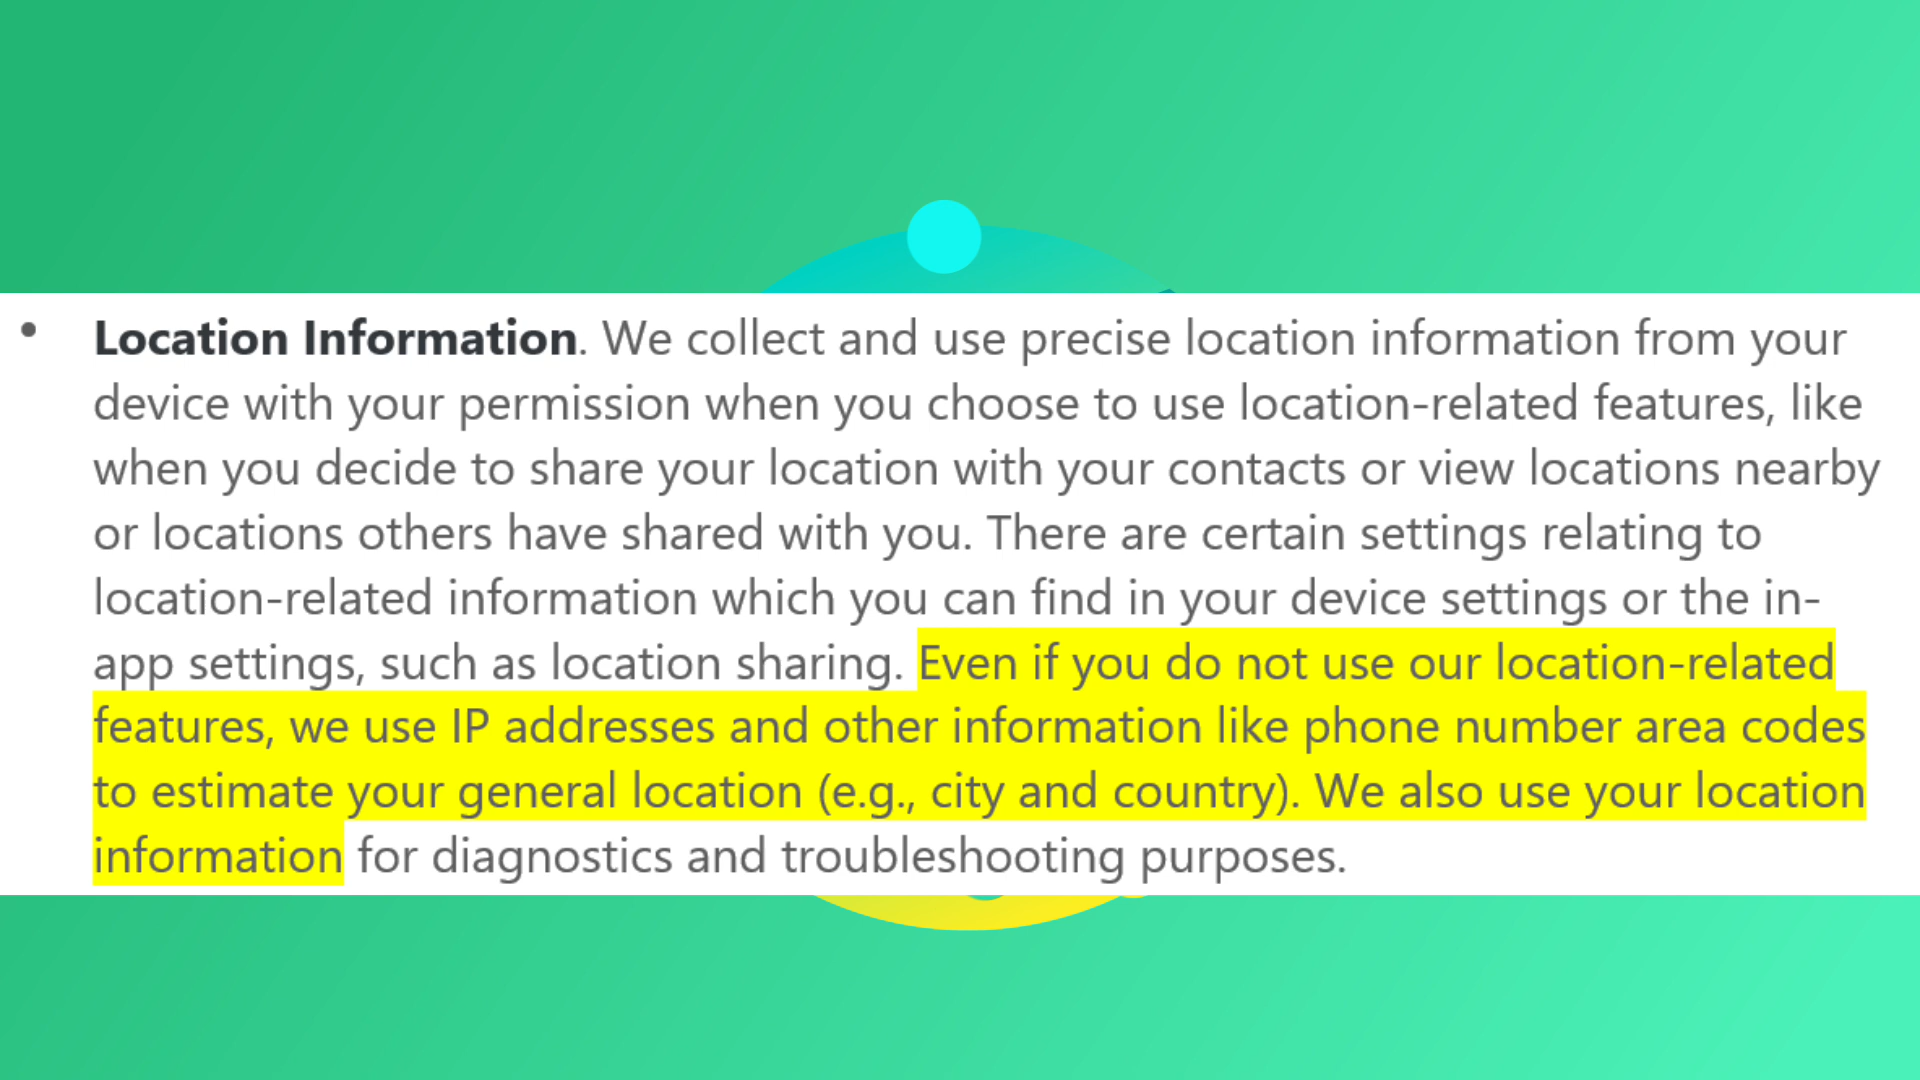 • Location Information. We collect and use precise location information from your
device with your permission when you choose to use location-related features, like
when you decide to share your location with your contacts or view locations nearby
or locations others have shared with you. There are certain settings relating to
location-related information which you can find in your device settings or the in-
app settings, such as location sharing. Even if you do not use our location-related
features, we use IP addresses and other information like phone number area codes
to estimate your general location (e.g., city and country). We also use your location
information for diagnostics and troubleshooting purposes.